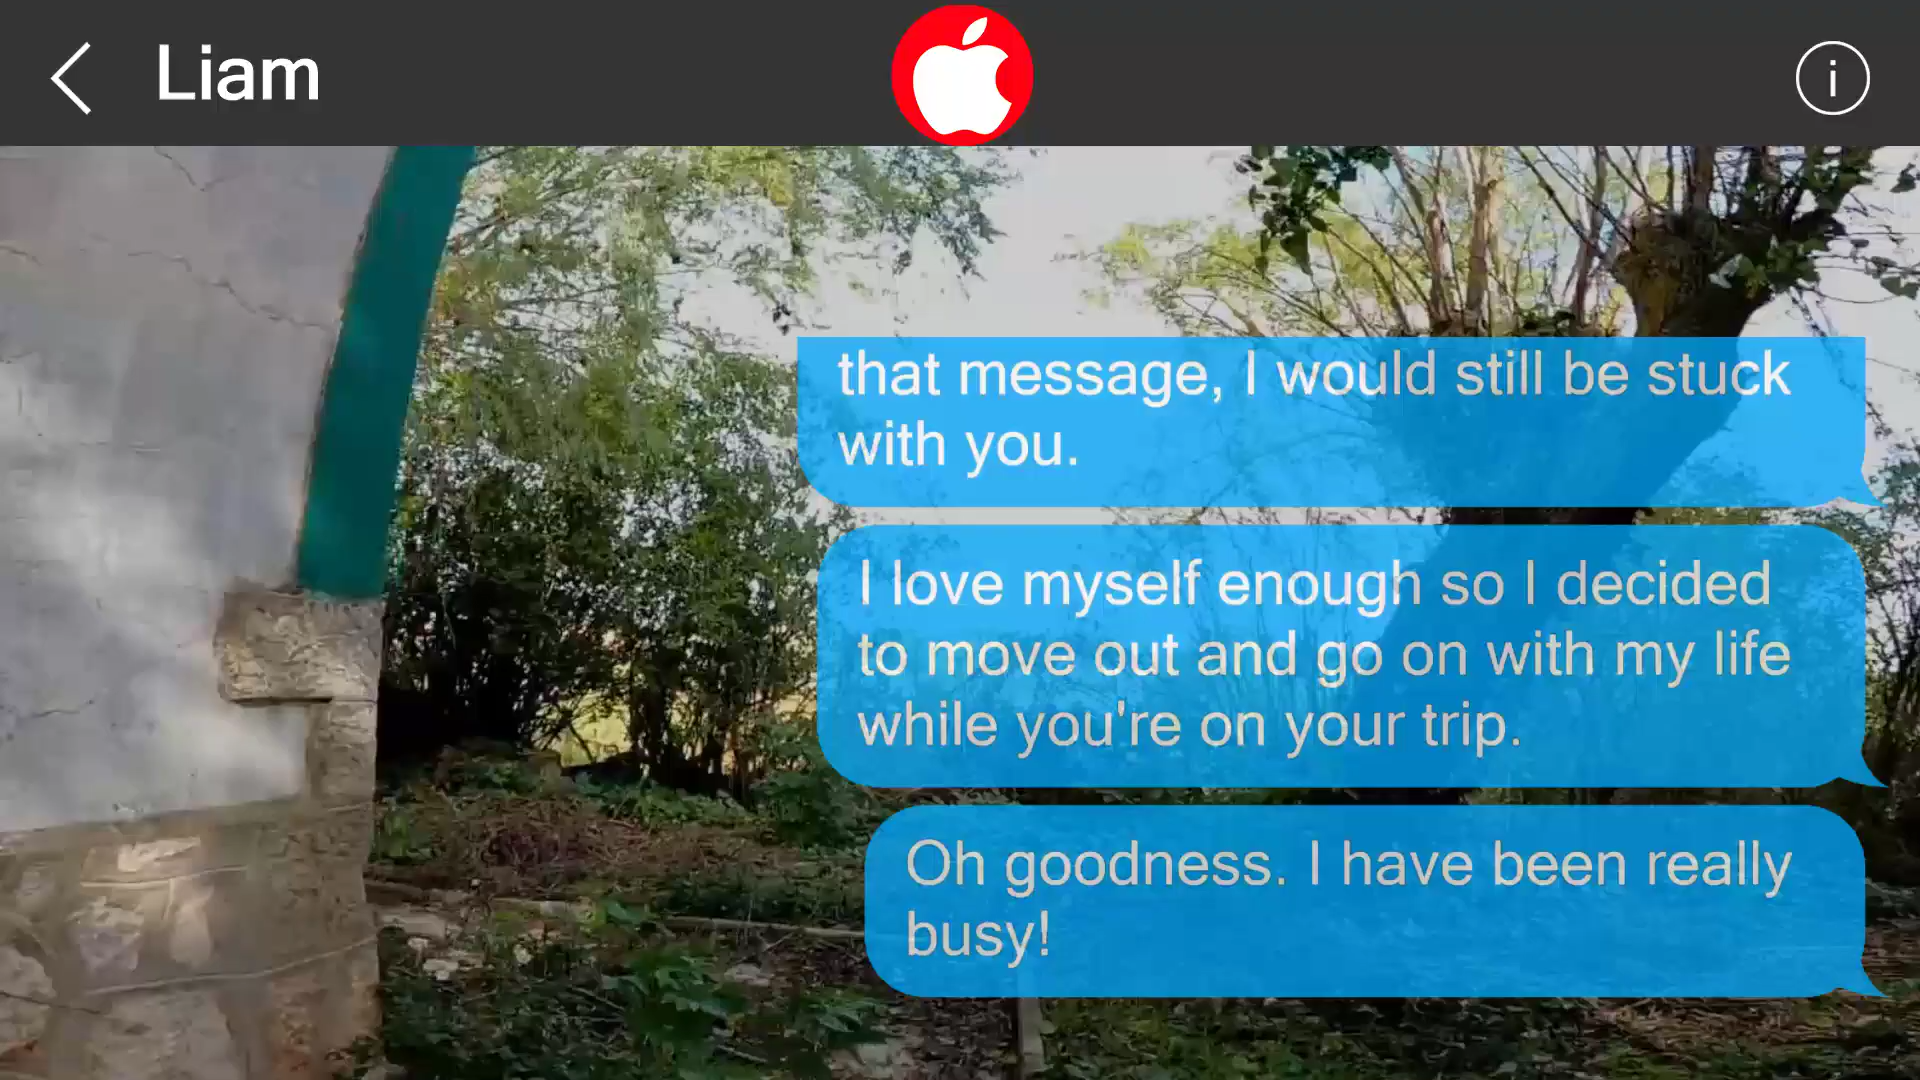 Liam
that message, I would still be stuck
with you.
I love myself enough so I decided
to move out and go on with my life
while you're on your trip.
Oh goodness. I have been really
busy!